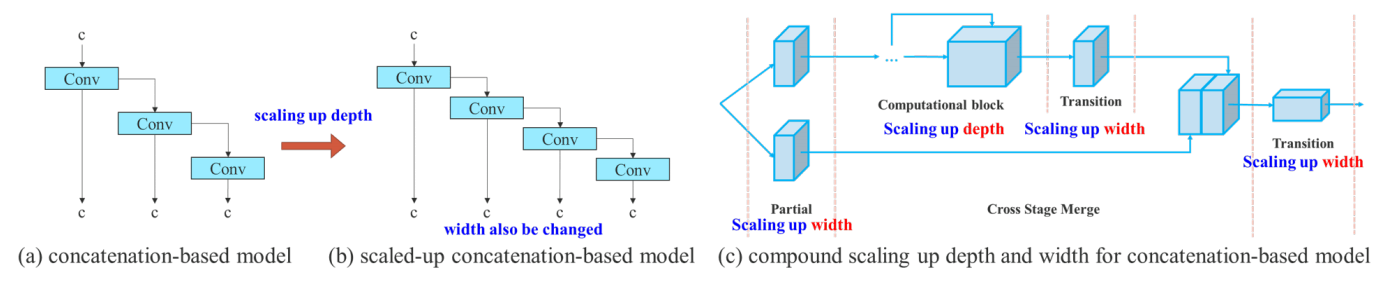 c
Conv
Conv
Conv
c
c
c
scaling up depth
c
Conv
Conv
Conv
Conv
c
c
c
c
width also be changed
...
Computational block
Scaling up depth
Transition
Scaling up width
Transition
Scaling up width
Partial
Scaling up width
Cross Stage Merge
(a) concatenation-based model
(b) scaled-up concatenation-based model
(c) compound scaling up depth and width for concatenation-based model